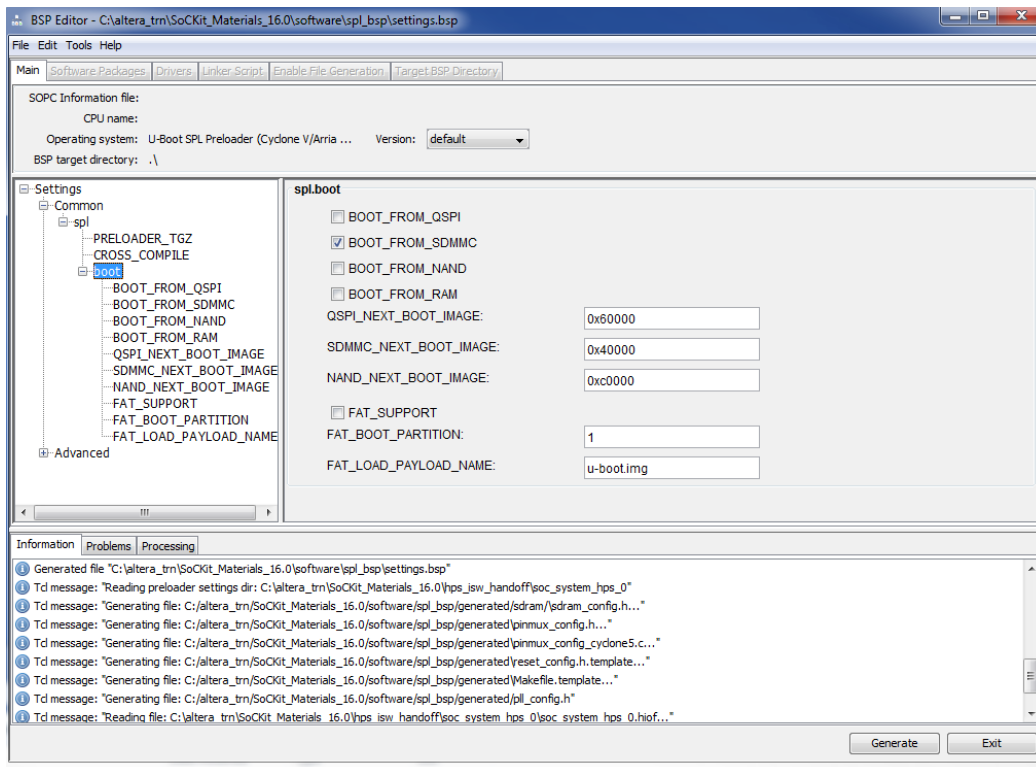 BSP Editor - C:\altera_trn\SoCKit_Materials_16.0\software\spl_bsp\settings.bsp
File Edit Tools Help
Main Software Packages Drivers Linker Script Enable File Generation Target BSP Directory
SOPC Information file:
CPU name:
Operating system: U-Boot SPL Preloader (Cyclone V/Arria ... Version: default
BSP target directory: .\
Settings
Common
spl
PRELOADER_TGZ
CROSS_COMPILE
boot
BOOT_FROM_QSPI
BOOT_FROM_SDMMC
BOOT_FROM_NAND
BOOT_FROM_RAM
QSPI_NEXT_BOOT_IMAGE
SDMMC_NEXT_BOOT_IMAGE
NAND_NEXT_BOOT_IMAGE
FAT_SUPPORT
FAT_BOOT_PARTITION
FAT_LOAD_PAYLOAD_NAME
Advanced
spl.boot
BOOT_FROM_QSPI
BOOT_FROM_SDMMC
BOOT_FROM_NAND
BOOT_FROM_RAM
QSPI_NEXT_BOOT_IMAGE: 0x60000
SDMMC_NEXT_BOOT_IMAGE: 0x40000
NAND_NEXT_BOOT_IMAGE: 0xc0000
FAT_SUPPORT
FAT_BOOT_PARTITION: 1
FAT_LOAD_PAYLOAD_NAME: u-boot.img
Information Problems Processing
Generated file "C:\altera_trn\SoCKit_Materials_16.0\software\spl_bsp\settings.bsp"
Tcl message: "Reading preloader settings dir: C:\altera_trn\SoCKit_Materials_16.0\hps_isw_handoff\soc_system_hps_0"
Tcl message: "Generating file: C:/altera_trn/SoCKit_Materials_16.0/software/spl_bsp/generated/sdram/\sdram_config.h..."
Tcl message: "Generating file: C:/altera_trn/SoCKit_Materials_16.0/software/spl_bsp/generated\pinmux_config.h..."
Tcl message: "Generating file: C:/altera_trn/SoCKit_Materials_16.0/software/spl_bsp/generated\pinmux_config_cyclone5.c..."
Tcl message: "Generating file: C:/altera_trn/SoCKit_Materials_16.0/software/spl_bsp/generated\reset_config.h.template..."
Tcl message: "Generating file: C:/altera_trn/SoCKit_Materials_16.0/software/spl_bsp/generated\Makefile.template..."
Tcl message: "Generating file: C:/altera_trn/SoCKit_Materials_16.0/software/spl_bsp/generated/pll_config.h"
Tcl message: "Reading file: C:\altera_trn\SoCKit_Materials_16.0\hps_isw_handoff\soc_system_hps_0\soc_system_hps_0.hiof..."
Generate Exit